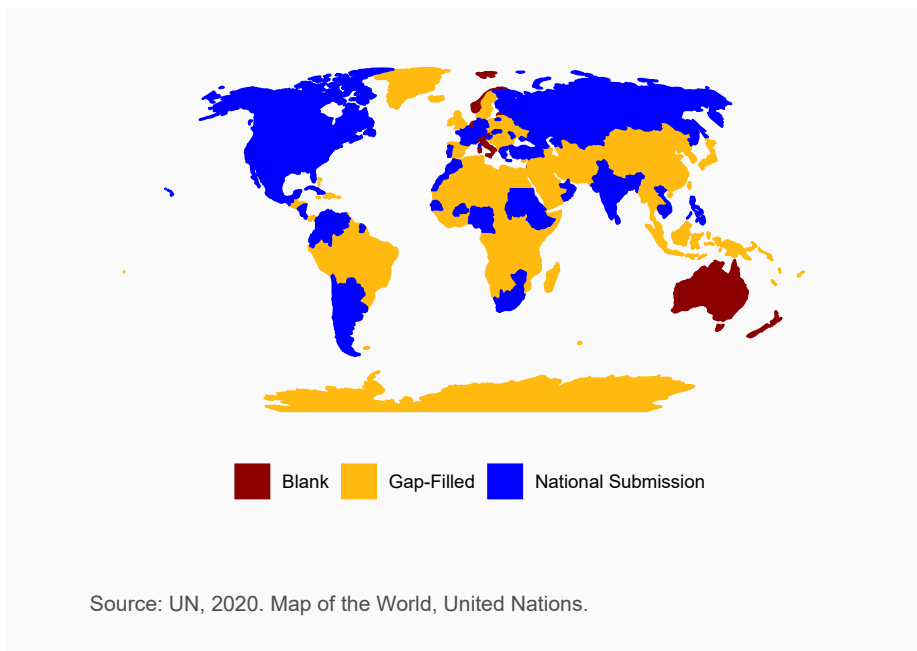 Blank Gap-Filled National Submission
Source: UN, 2020. Map of the World, United Nations.